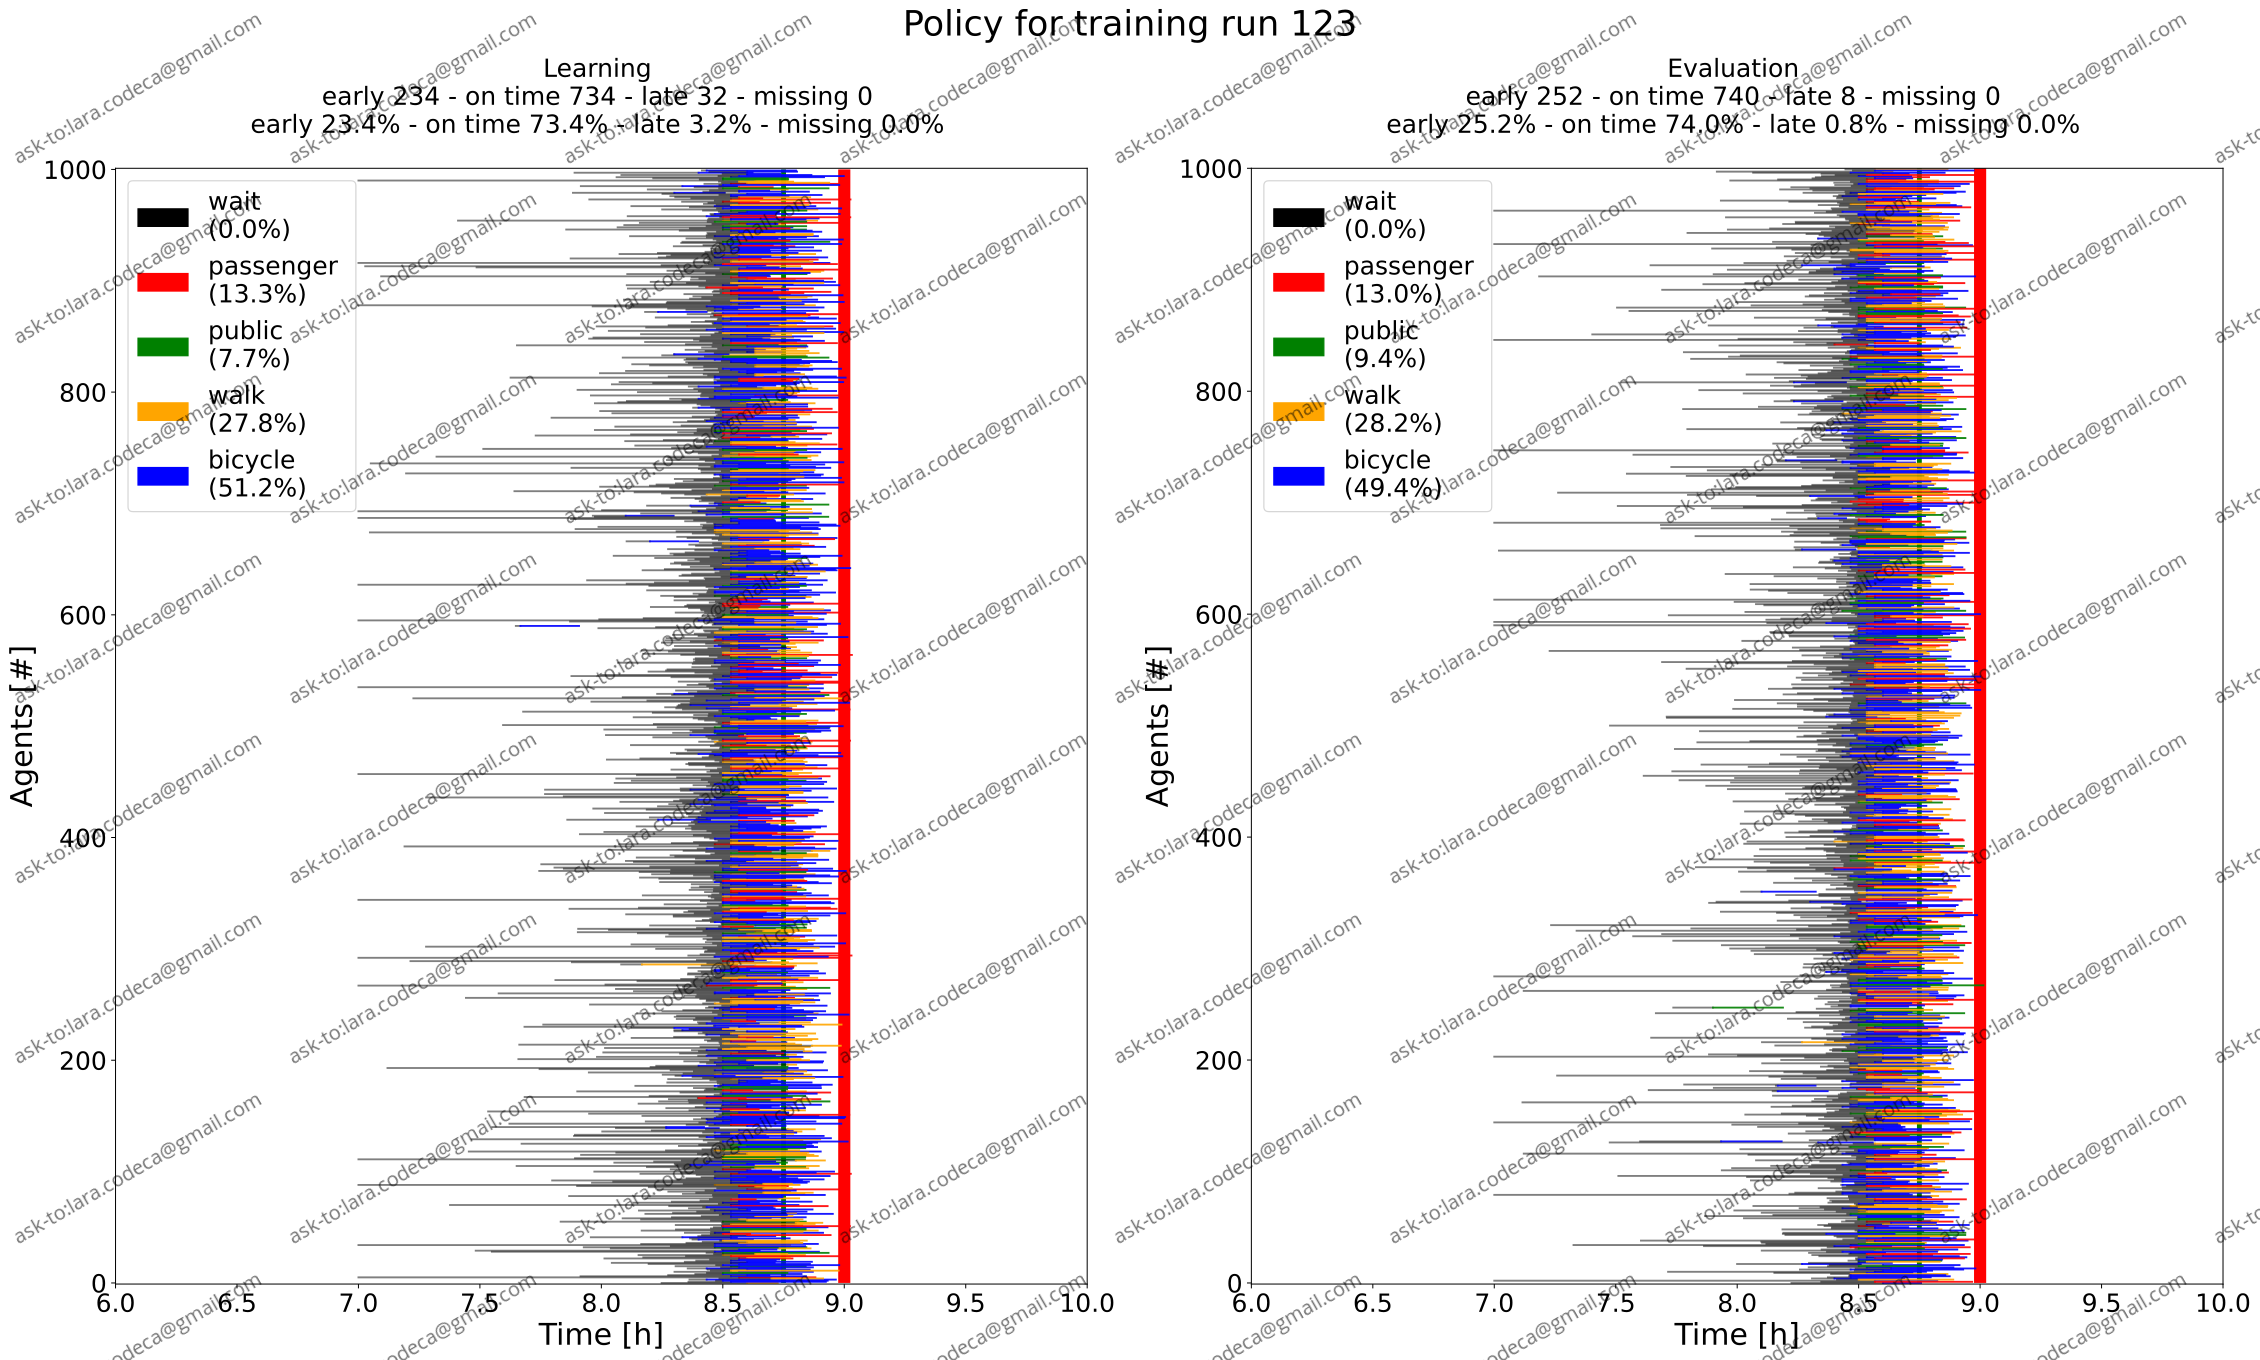 Policy for training run 123
Learning
early 234 - on time 734 - late 32 - missing 0
early 23.4% - on time 73.4% - late 3.2% - missing 0.0%
1000
800
600
400
200
0
Agents [#]
wait
(0.0%)
passenger
(13.3%)
public
(7.7%)
walk
(27.8%)
bicycle
(51.2%)
6.0 6.5 7.0 7.5 8.0 8.5 9.0 9.5 10.0
Time [h]
Evaluation
early 252 - on time 740 - late 8 - missing 0
early 25.2% - on time 74.0% - late 0.8% - missing 0.0%
1000
800
600
400
200
0
Agents [#]
wait
(0.0%)
passenger
(13.0%)
public
(9.4%)
walk
(28.2%)
bicycle
(49.4%)
6.0 6.5 7.0 7.5 8.0 8.5 9.0 9.5 10.0
Time [h]
ask-to:lara.codeca@gmail.com